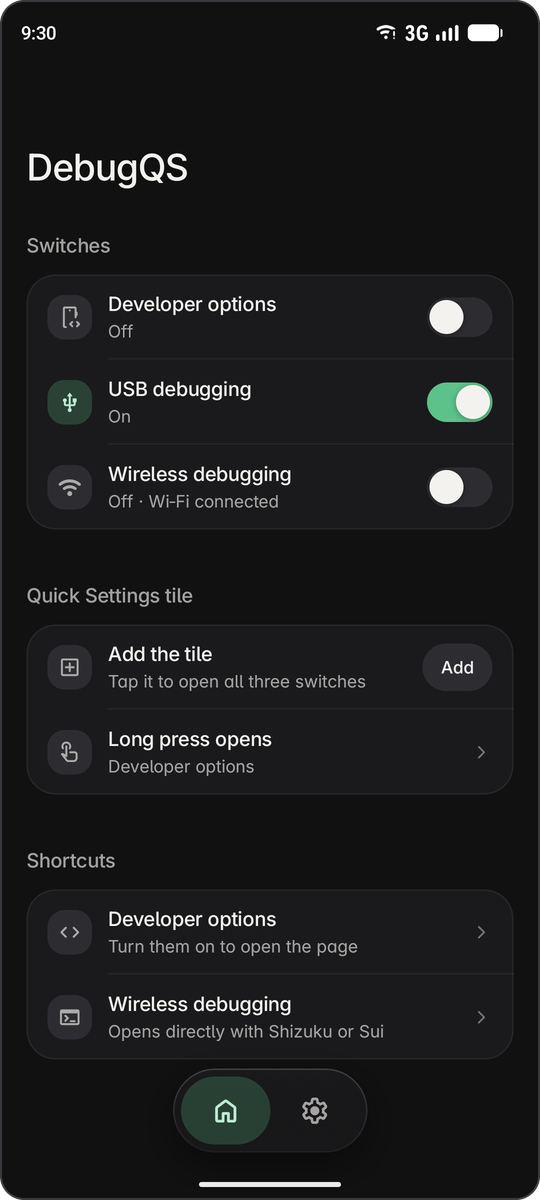 9:30
3G
DebugQS
Switches
Developer options
Off
USB debugging
On
Wireless debugging
Off · Wi-Fi connected
Quick Settings tile
Add the tile
Tap it to open all three switches
Add
Long press opens
Developer options
Shortcuts
Developer options
Turn them on to open the page
Wireless debugging
Opens directly with Shizuku or Sui